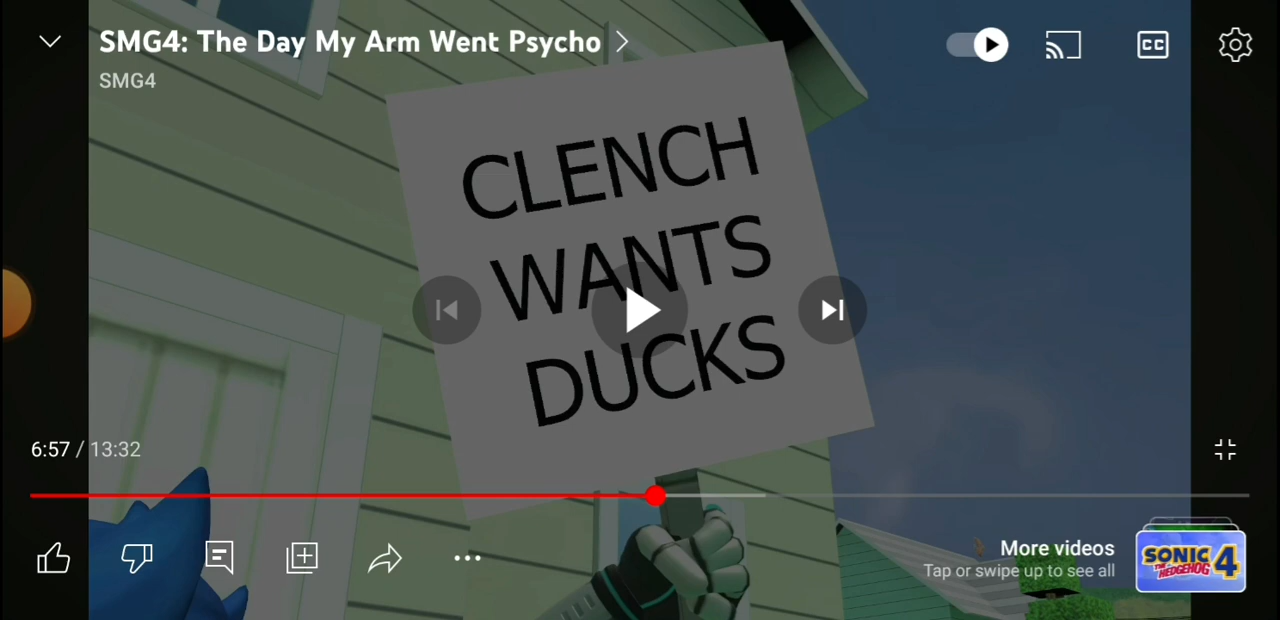 SMG4: The Day My Arm Went Psycho
SMG4
CC
CLENCH
WANTS
DUCKS
6:57 / 13:32
More videos
Tap or swipe up to see all
SONIC
THE HEDGEHOG
4